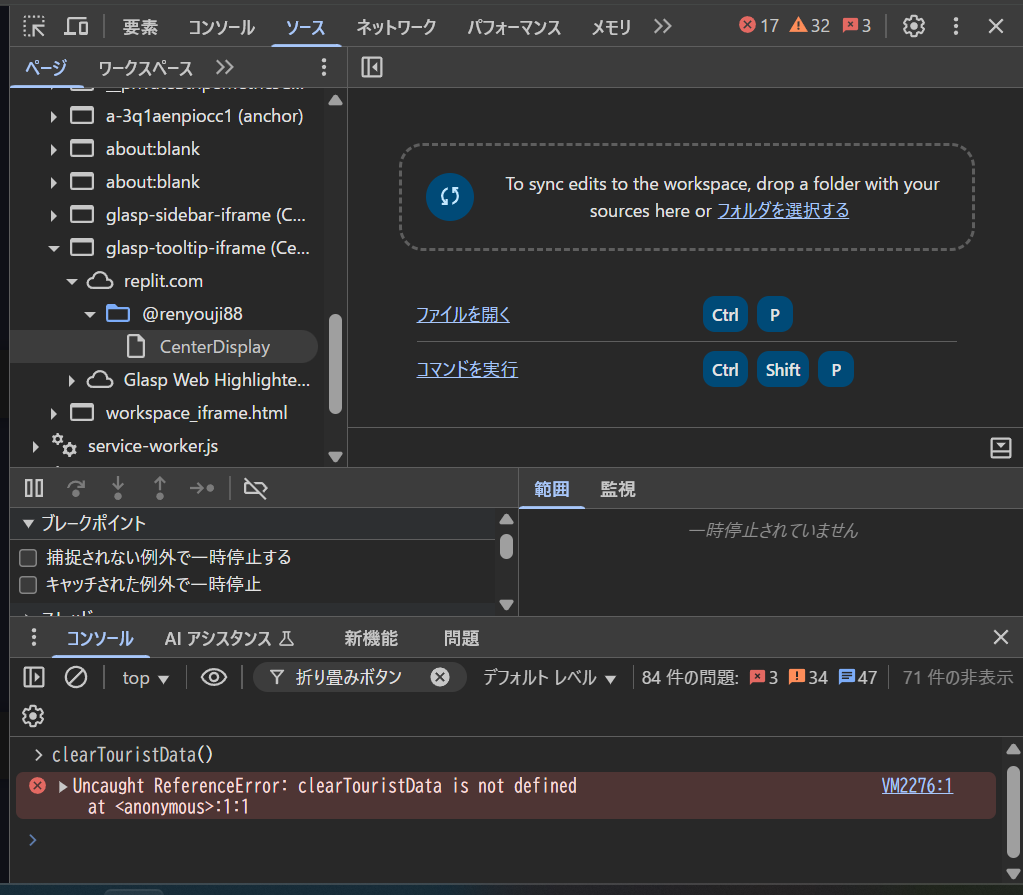 要素 コンソール ソース ネットワーク パフォーマンス メモリ 17 32 3
ページ ワークスペース
a-3q1aenpiocc1 (anchor)
about:blank
about:blank
glasp-sidebar-iframe (C...
glasp-tooltip-iframe (Ce...
replit.com
@renyouji88
CenterDisplay
Glasp Web Highlighte...
workspace_iframe.html
service-worker.js
To sync edits to the workspace, drop a folder with your
sources here or フォルダを選択する
ファイルを開く Ctrl P
コマンドを実行 Ctrl Shift P
ブレークポイント
捕捉されない例外で一時停止する
キャッチされた例外で一時停止
範囲 監視
一時停止されていません
コンソール AI アシスタンス 新機能 問題
top 折り畳みボタン デフォルト レベル 84 件の問題: 3 34 47 71 件の非表示
clearTouristData()
Uncaught ReferenceError: clearTouristData is not defined VM2276:1
at <anonymous>:1:1